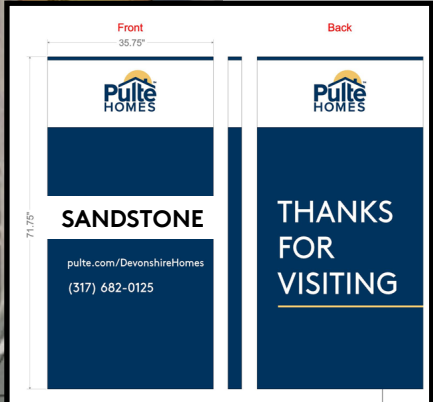 Front
Back
35.75"
71.75"
Pulte
HOMES
SANDSTONE
pulte.com/DevonshireHomes
(317) 682-0125
Pulte
HOMES
THANKS
FOR
VISITING